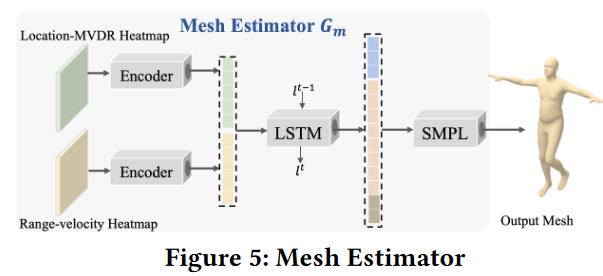 Location-MVDR Heatmap
Mesh Estimator Gm
Encoder
l^t-1
LSTM
SMPL
l^t
Encoder
Range-velocity Heatmap
Output Mesh
Figure 5: Mesh Estimator